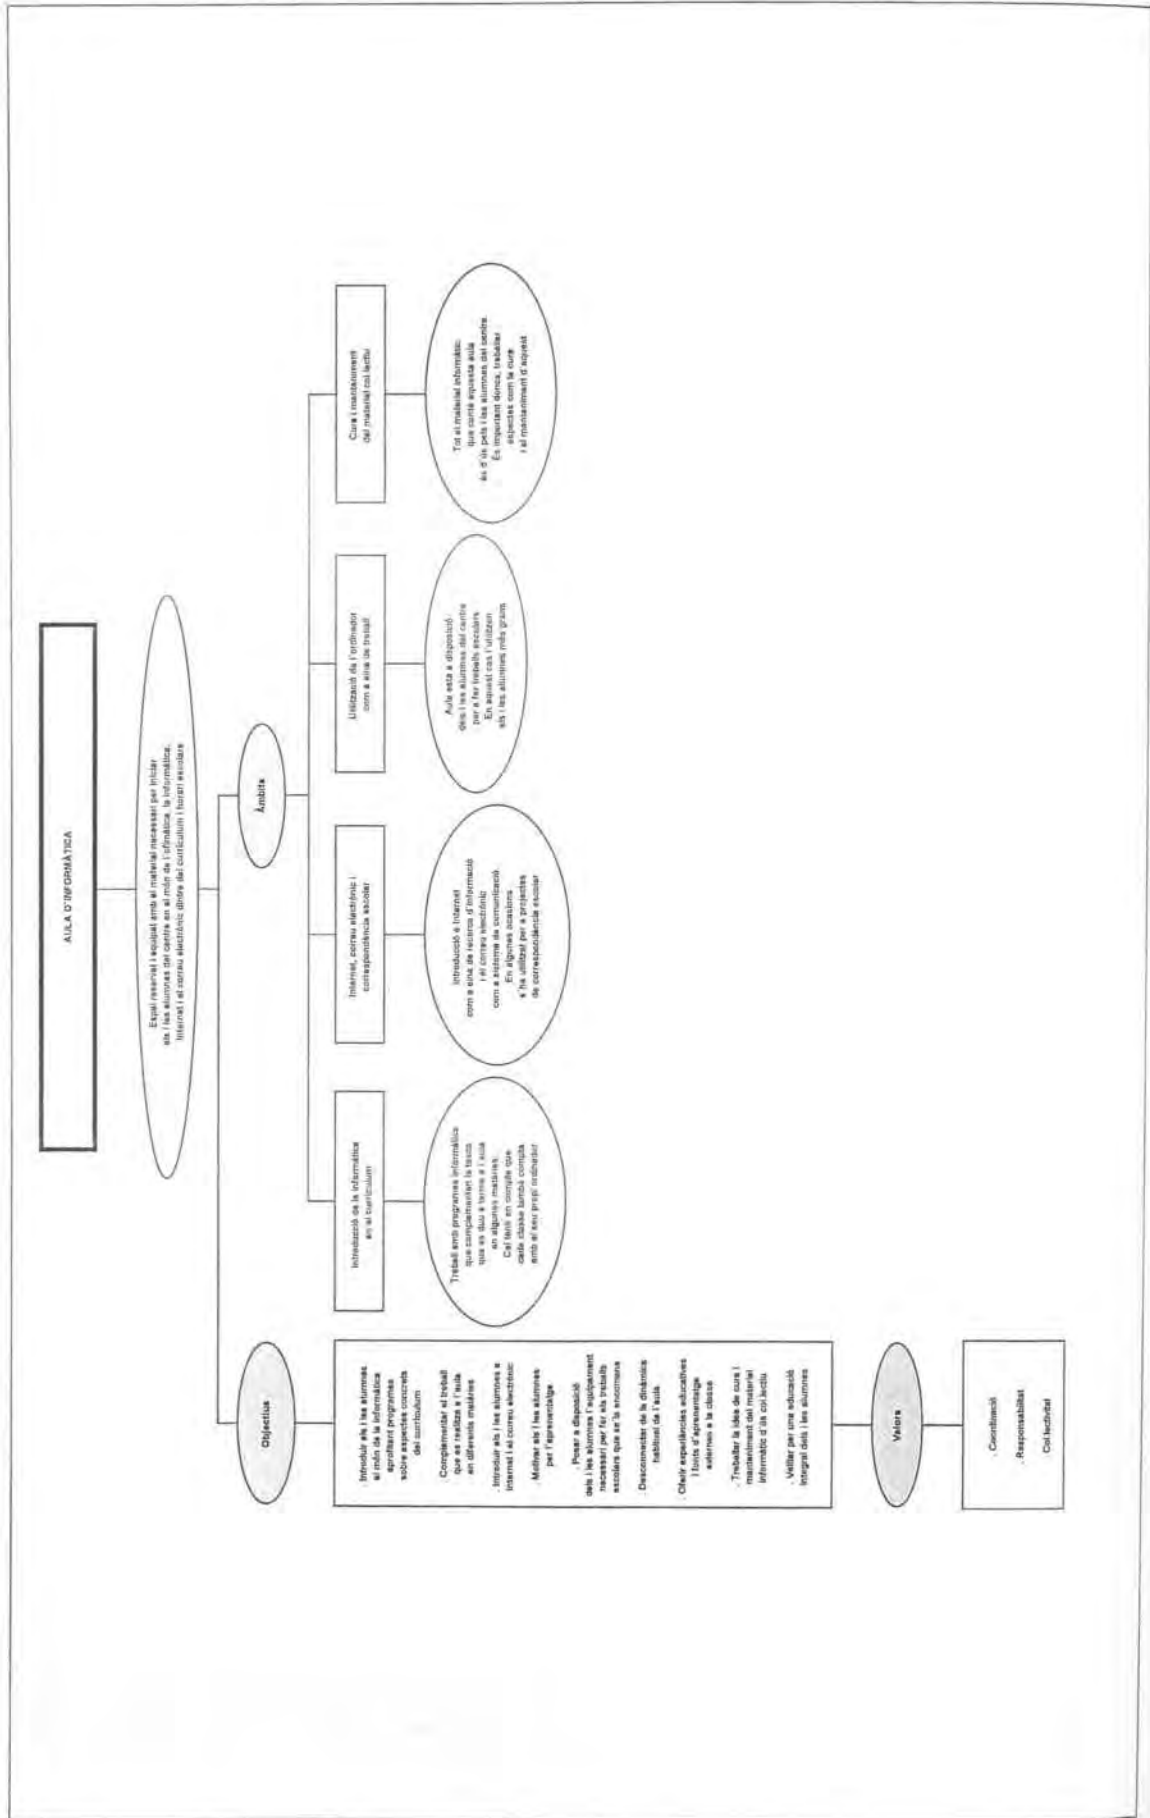 AULA D'INFORMÀTICA
Espai reservat i equipat amb el material necessari per iniciar
els i les alumnes del centre en el món de l'ofimàtica, la informàtica,
Internet i el correu electrònic dintre del currículum i horari escolars
Objectius
. Introduir els i les alumnes
al món de la informàtica
aprofitant programes
sobre aspectes concrets
del currículum
. Complementar el treball
que es realitza a l'aula
en diferents matèries
. Introduir els i les alumnes a
Internet i al correu electrònic
. Motivar els i les alumnes
per l'aprenentatge
. Posar a disposició
dels i les alumnes l'equipament
necessari per fer els treballs
escolars que se'ls encomana
. Desconnectar de la dinàmica
habitual de l'aula
. Oferir experiències educatives
i fonts d'aprenentatge
externes a la classe
. Treballar la idea de cura i
manteniment del material
informàtic d'ús col.lectiu
. Vetllar per una educació
integral dels i les alumnes
Valors
. Coordinació
. Responsabilitat
. Col.lectivitat
Àmbits
Introducció de la informàtica
en el currículum
Treball amb programes informàtics
que complementen la tasca
que es duu a terme a l'aula
en algunes matèries.
Cal tenir en compte que
cada classe també compta
amb el seu propi ordinador
Internet, correu electrònic i
correspondència escolar
Introducció a Internet
com a eina de recerca d'informació
i el correu electrònic
com a sistema de comunicació.
En algunes ocasions
s'ha utilitzat per a projectes
de correspondència escolar
Utilització de l'ordinador
com a eina de treball
Aula esta a disposició
dels i les alumnes del centre
per a fer treballs escolars
En aquest cas l'utilitzen
els i les alumnes més grans
Cura i manteniment
del material col.lectiu
Tot el material informàtic
que conté aquesta aula
és d'ús pels i les alumnes del centre.
És important doncs, treballar
aspectes com la cura
i el manteniment d'aquest